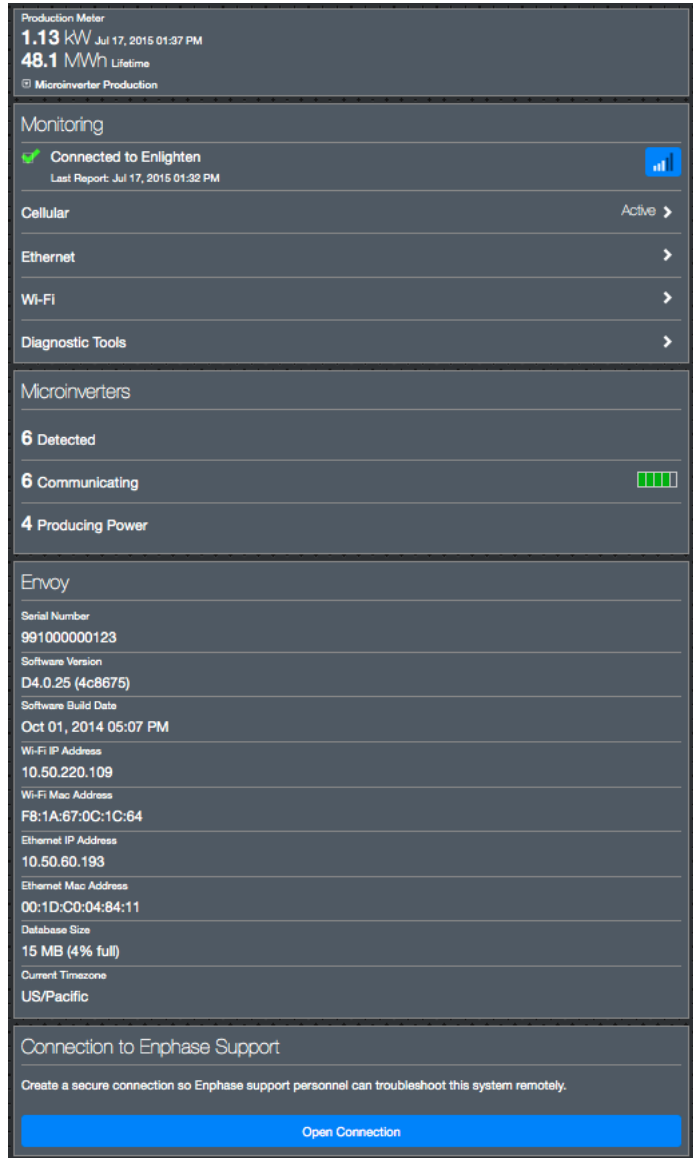 Production Meter
1.13 kW Jul 17, 2015 01:37 PM
48.1 MWh Lifetime
Microinverter Production
Monitoring
Connected to Enlighten
Last Report: Jul 17, 2015 01:32 PM
Cellular Active
Ethernet
Wi-Fi
Diagnostic Tools
Microinverters
6 Detected
6 Communicating
4 Producing Power
Envoy
Serial Number
991000000123
Software Version
D4.0.25 (4c8675)
Software Build Date
Oct 01, 2014 05:07 PM
Wi-Fi IP Address
10.50.220.109
Wi-Fi Mac Address
F8:1A:67:0C:1C:64
Ethernet IP Address
10.50.60.193
Ethernet Mac Address
00:1D:C0:04:84:11
Database Size
15 MB (4% full)
Current Timezone
US/Pacific
Connection to Enphase Support
Create a secure connection so Enphase support personnel can troubleshoot this system remotely.
Open Connection